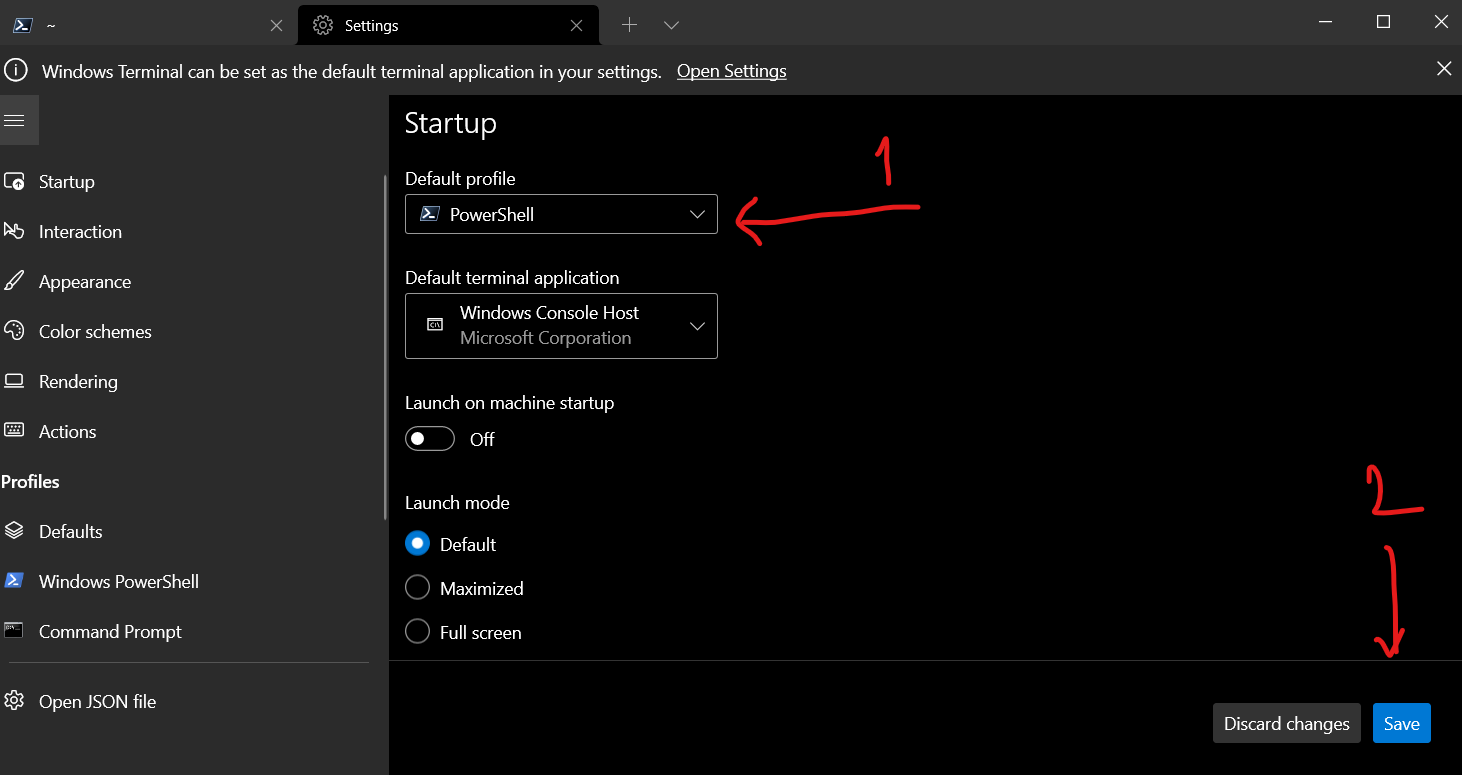 ~
Settings
Windows Terminal can be set as the default terminal application in your settings. Open Settings
Startup
Interaction
Appearance
Color schemes
Rendering
Actions
Profiles
Defaults
Windows PowerShell
Command Prompt
Open JSON file
Startup
Default profile
PowerShell
1
Default terminal application
Windows Console Host
Microsoft Corporation
Launch on machine startup
Off
Launch mode
Default
Maximized
Full screen
2
Discard changes
Save